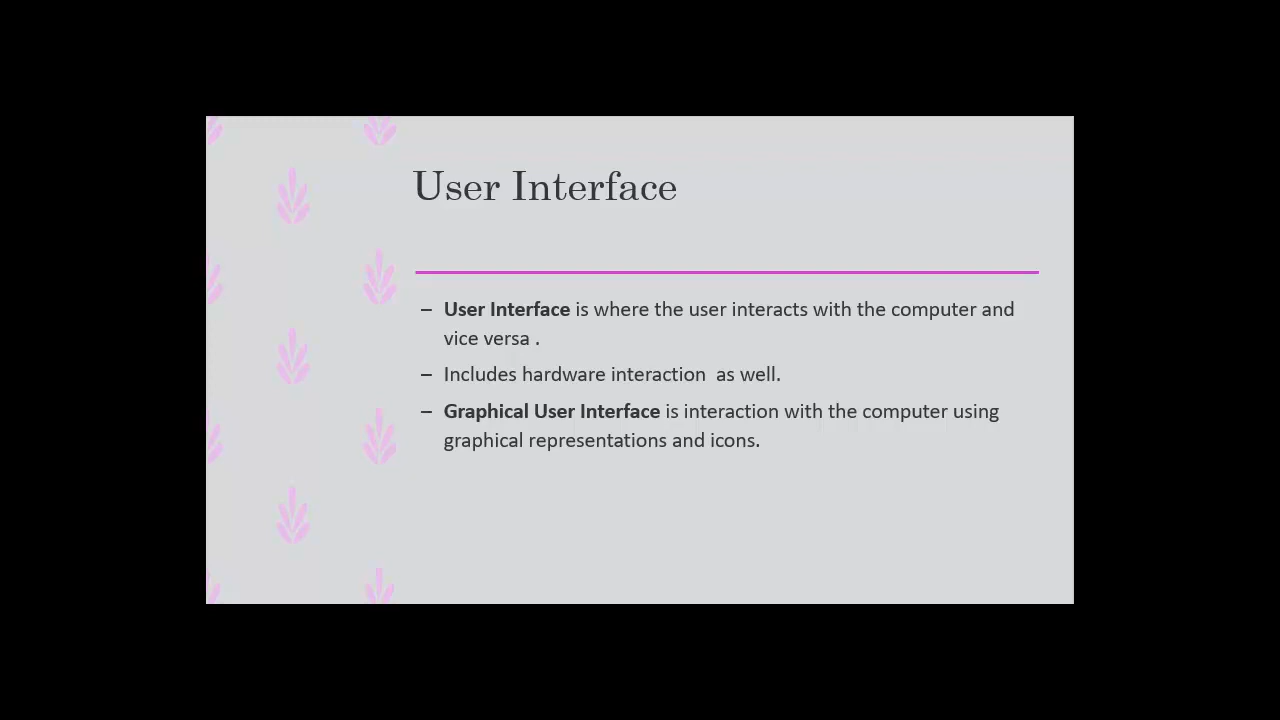 User Interface
– User Interface is where the user interacts with the computer and
vice versa .
– Includes hardware interaction  as well.
– Graphical User Interface is interaction with the computer using
graphical representations and icons.